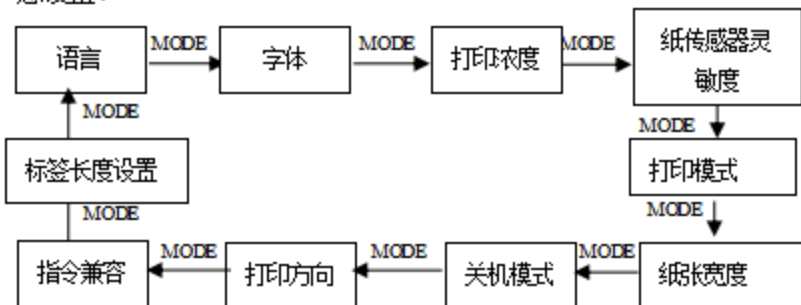 语言
MODE
字体
MODE
打印浓度
MODE
纸传感器灵
敏度
MODE
打印模式
MODE
纸张宽度
MODE
关机模式
MODE
打印方向
MODE
指令兼容
MODE
标签长度设置
MODE